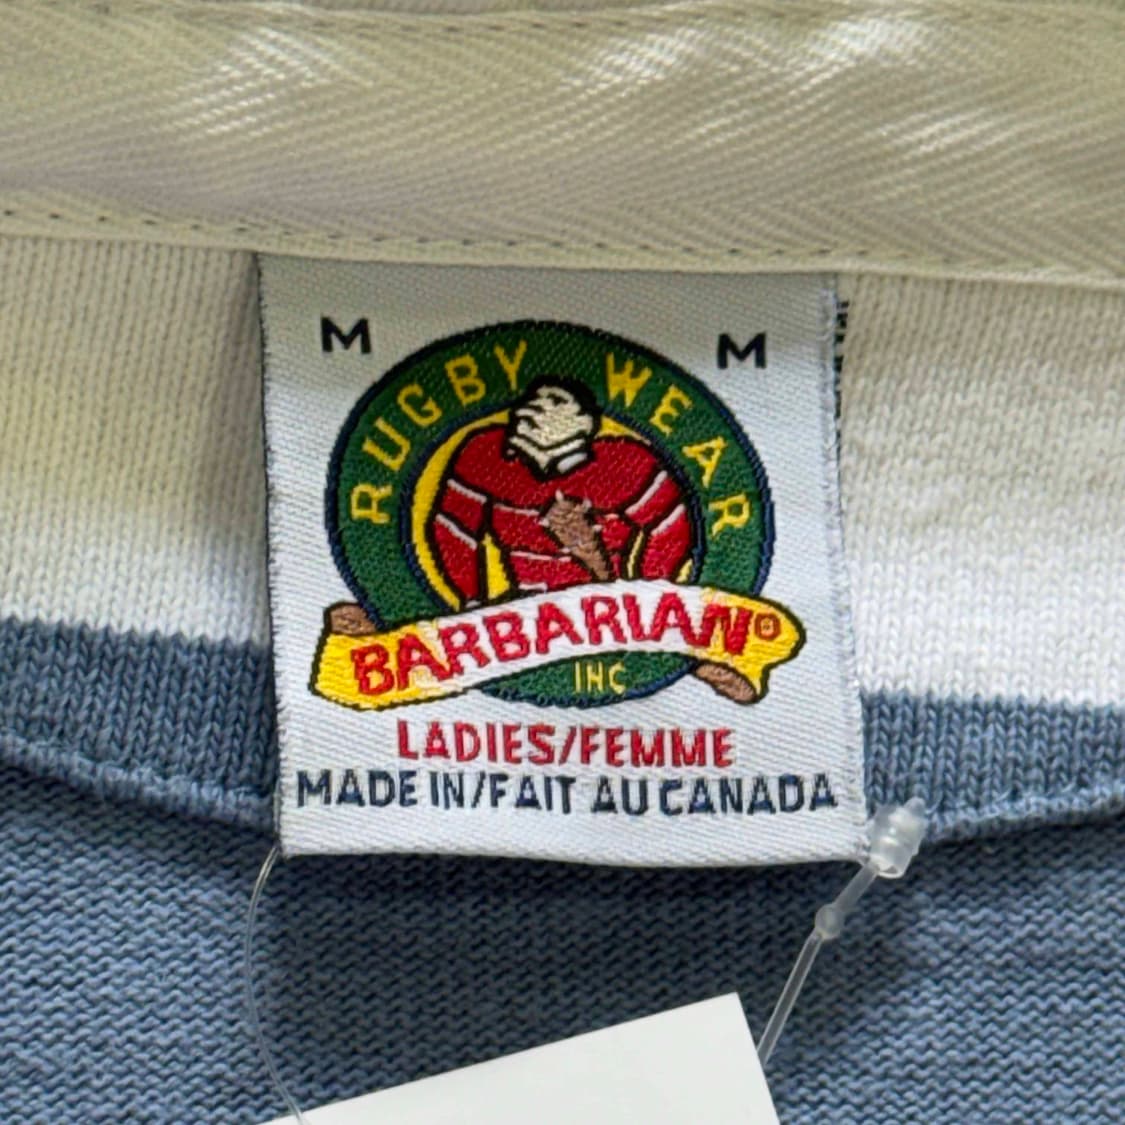 M M
RUGBY WEAR
BARBARIAN®
INC
LADIES/FEMME
MADE IN/FAIT AU CANADA